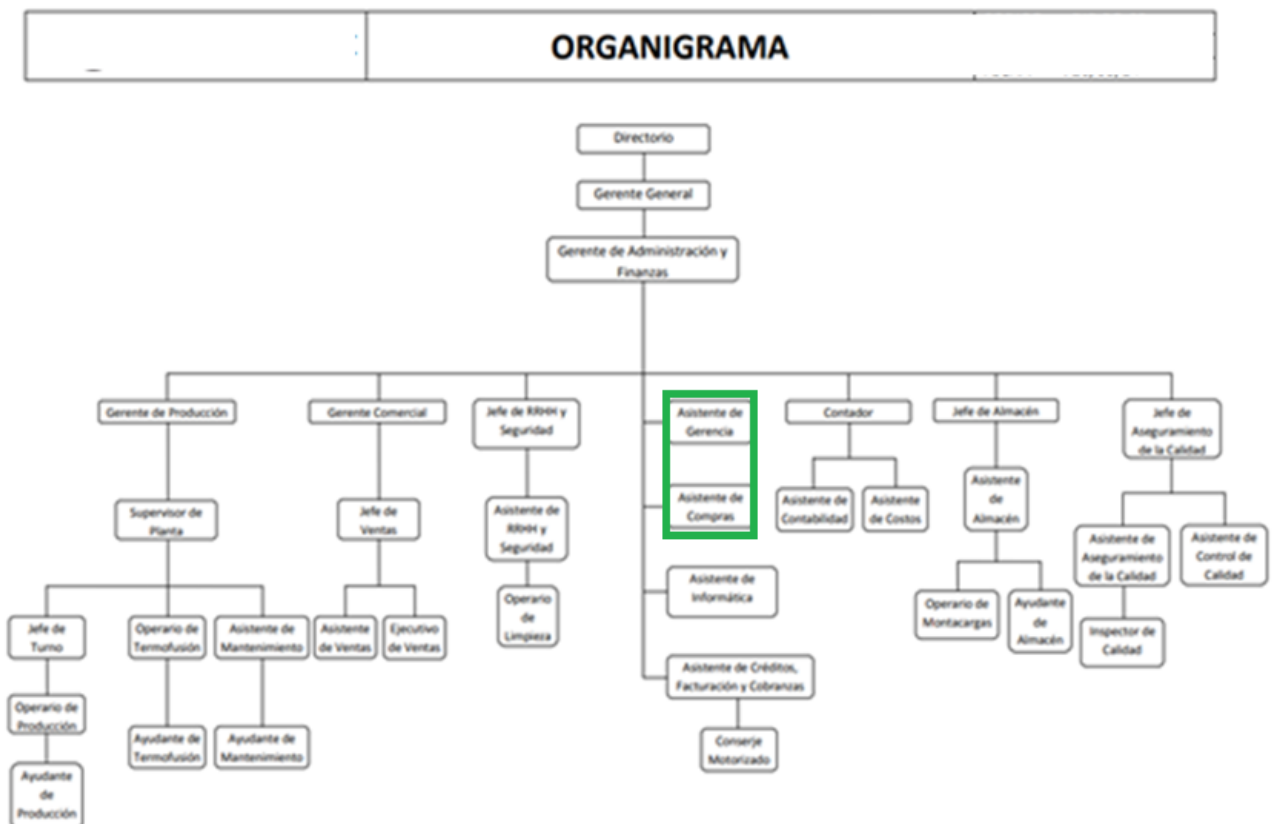 ORGANIGRAMA
Directorio
Gerente General
Gerente de Administración y
Finanzas
Gerente de Producción
Gerente Comercial
Jefe de RRHH y
Seguridad
Asistente de
Gerencia
Contador
Jefe de Almacén
Jefe de
Aseguramiento
de la Calidad
Supervisor de
Planta
Jefe de
Ventas
Asistente de
RRHH y
Seguridad
Asistente de
Compras
Asistente de
Contabilidad
Asistente
de Costos
Asistente
de
Almacén
Asistente de
Aseguramiento
de la Calidad
Asistente de
Control de
Calidad
Jefe de
Turno
Operario de
Termofusión
Asistente de
Mantenimiento
Asistente
de Ventas
Ejecutivo
de Ventas
Operario
de
Limpieza
Asistente de
Informática
Operario de
Montacargas
Ayudante
de
Almacén
Inspector de
Calidad
Asistente de Créditos,
Facturación y Cobranzas
Operario de
Producción
Ayudante de
Termofusión
Ayudante de
Mantenimiento
Conserje
Motorizado
Ayudante
de
Producción